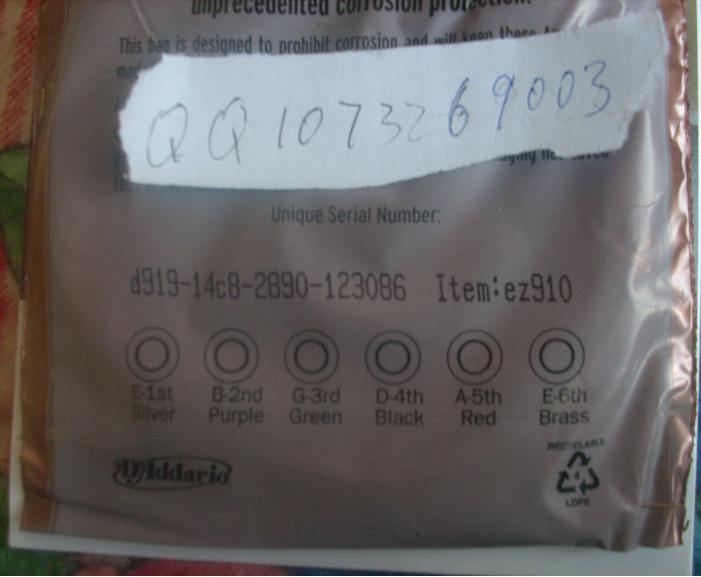 unprecedented corrosion protection.
This bag is designed to prohibit corrosion and will keep these
QQ1073269003
Unique Serial Number:
d919-14c8-2890-123086 Item:ez910
E-1st B-2nd G-3rd D-4th A-5th E-6th
Silver Purple Green Black Red Brass
D'Addario
RECYCLABLE
4
LDPE